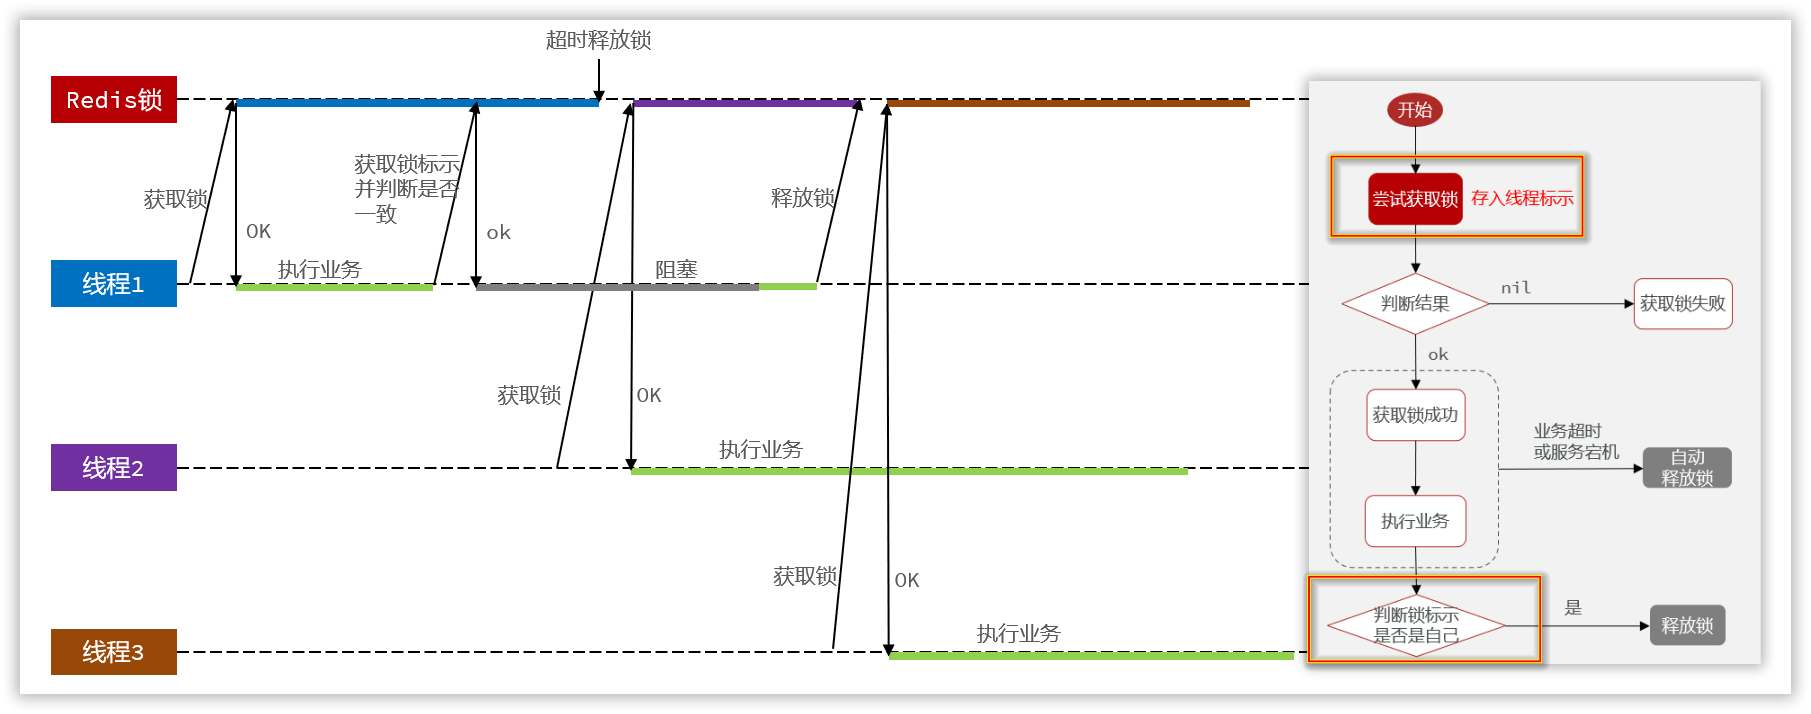 超时释放锁
Redis锁
获取锁
OK
获取锁标示
并判断是否
一致
ok
释放锁
线程1
执行业务
阻塞
获取锁
OK
线程2
执行业务
获取锁
OK
线程3
执行业务
开始
尝试获取锁
存入线程标示
判断结果
nil
获取锁失败
ok
获取锁成功
执行业务
业务超时
或服务宕机
自动
释放锁
判断锁标示
是否是自己
是
释放锁